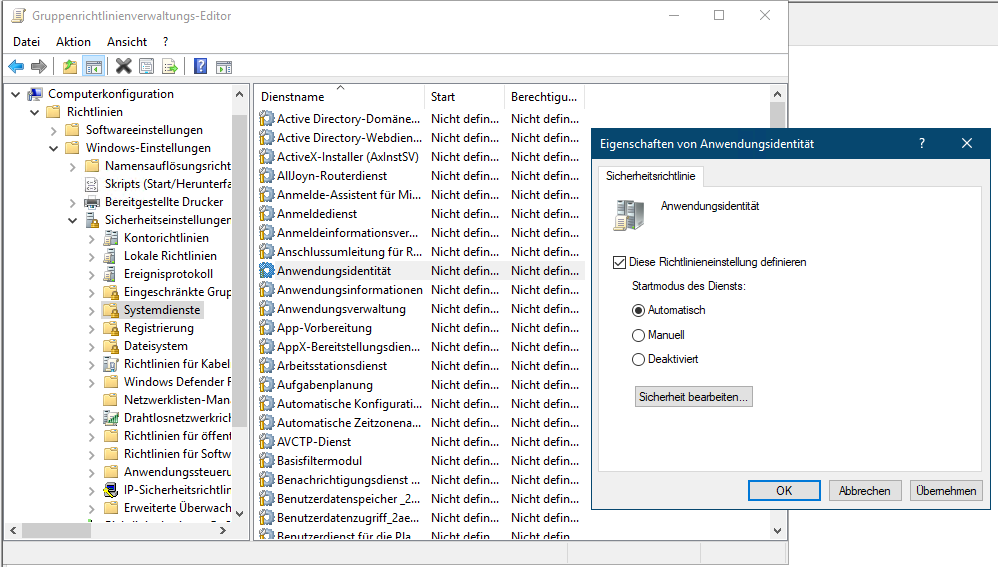 Gruppenrichtlinienverwaltungs-Editor
Datei Aktion Ansicht ?
Computerkonfiguration
Richtlinien
Softwareeinstellungen
Windows-Einstellungen
Namensauflösungsricht
Skripts (Start/Herunterfa
Bereitgestellte Drucker
Sicherheitseinstellungen
Kontorichtlinien
Lokale Richtlinien
Ereignisprotokoll
Eingeschränkte Grup
Systemdienste
Registrierung
Dateisystem
Richtlinien für Kabel
Windows Defender F
Netzwerklisten-Man
Drahtlosnetzwerkric
Richtlinien für öffent
Richtlinien für Softw
Anwendungssteueru
IP-Sicherheitsrichtlin
Erweiterte Überwach
Dienstname Start Berechtigu...
Active Directory-Domäne... Nicht defin... Nicht defin...
Active Directory-Webdien... Nicht defin... Nicht defin...
ActiveX-Installer (AxInstSV) Nicht defin... Nicht defin...
AllJoyn-Routerdienst Nicht defin... Nicht defin...
Anmelde-Assistent für Mi... Nicht defin... Nicht defin...
Anmeldedienst Nicht defin... Nicht defin...
Anmeldeinformationsver... Nicht defin... Nicht defin...
Anschlussumleitung für R... Nicht defin... Nicht defin...
Anwendungsidentität Nicht defin... Nicht defin...
Anwendungsinformationen Nicht defin... Nicht defin...
Anwendungsverwaltung Nicht defin... Nicht defin...
App-Vorbereitung Nicht defin... Nicht defin...
AppX-Bereitstellungsdien... Nicht defin... Nicht defin...
Arbeitsstationsdienst Nicht defin... Nicht defin...
Aufgabenplanung Nicht defin... Nicht defin...
Automatische Konfigurati... Nicht defin... Nicht defin...
Automatische Zeitzonena... Nicht defin... Nicht defin...
AVCTP-Dienst Nicht defin... Nicht defin...
Basisfiltermodul Nicht defin... Nicht defin...
Benachrichtigungsdienst ... Nicht defin... Nicht defin...
Benutzerdatenspeicher _2... Nicht defin... Nicht defin...
Benutzerdatenzugriff_2ae... Nicht defin... Nicht defin...
Benutzerdienst für die Pla... Nicht defin... Nicht defin...
Eigenschaften von Anwendungsidentität ?
Sicherheitsrichtlinie
Anwendungsidentität
Diese Richtlinieneinstellung definieren
Startmodus des Diensts:
Automatisch
Manuell
Deaktiviert
Sicherheit bearbeiten...
OK Abbrechen Übernehmen